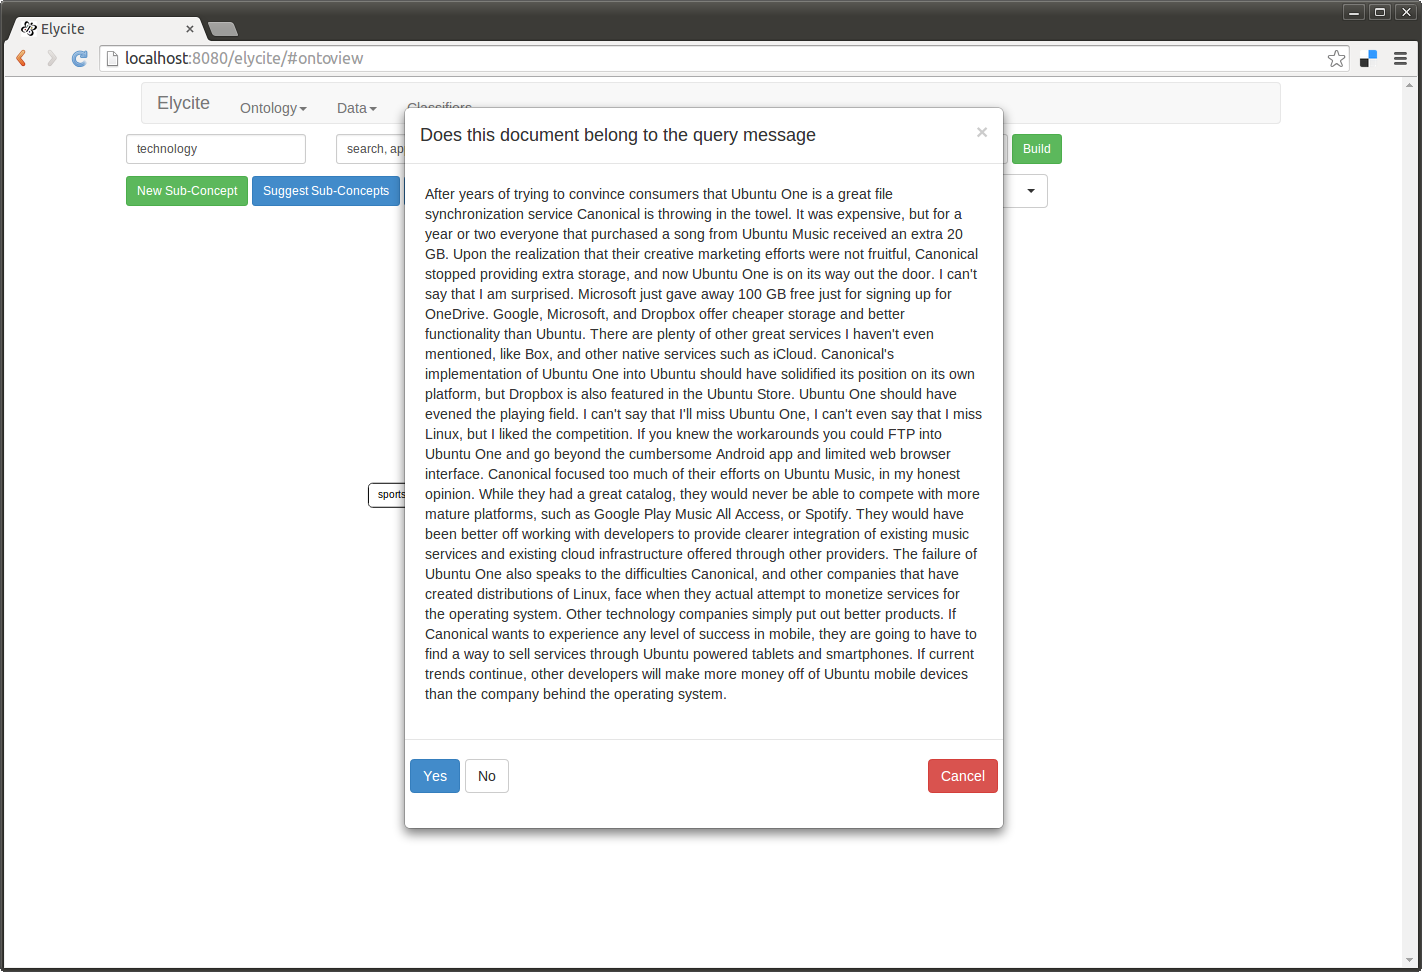 Elycite
localhost:8080/elycite/#ontoview
Elycite Ontology Data Classifiers
technology
search, ap
Build
New Sub-Concept
Suggest Sub-Concepts
sports
Does this document belong to the query message
×
After years of trying to convince consumers that Ubuntu One is a great file
synchronization service Canonical is throwing in the towel. It was expensive, but for a
year or two everyone that purchased a song from Ubuntu Music received an extra 20
GB. Upon the realization that their creative marketing efforts were not fruitful, Canonical
stopped providing extra storage, and now Ubuntu One is on its way out the door. I can't
say that I am surprised. Microsoft just gave away 100 GB free just for signing up for
OneDrive. Google, Microsoft, and Dropbox offer cheaper storage and better
functionality than Ubuntu. There are plenty of other great services I haven't even
mentioned, like Box, and other native services such as iCloud. Canonical's
implementation of Ubuntu One into Ubuntu should have solidified its position on its own
platform, but Dropbox is also featured in the Ubuntu Store. Ubuntu One should have
evened the playing field. I can't say that I'll miss Ubuntu One, I can't even say that I miss
Linux, but I liked the competition. If you knew the workarounds you could FTP into
Ubuntu One and go beyond the cumbersome Android app and limited web browser
interface. Canonical focused too much of their efforts on Ubuntu Music, in my honest
opinion. While they had a great catalog, they would never be able to compete with more
mature platforms, such as Google Play Music All Access, or Spotify. They would have
been better off working with developers to provide clearer integration of existing music
services and existing cloud infrastructure offered through other providers. The failure of
Ubuntu One also speaks to the difficulties Canonical, and other companies that have
created distributions of Linux, face when they actual attempt to monetize services for
the operating system. Other technology companies simply put out better products. If
Canonical wants to experience any level of success in mobile, they are going to have to
find a way to sell services through Ubuntu powered tablets and smartphones. If current
trends continue, other developers will make more money off of Ubuntu mobile devices
than the company behind the operating system.
Yes
No
Cancel